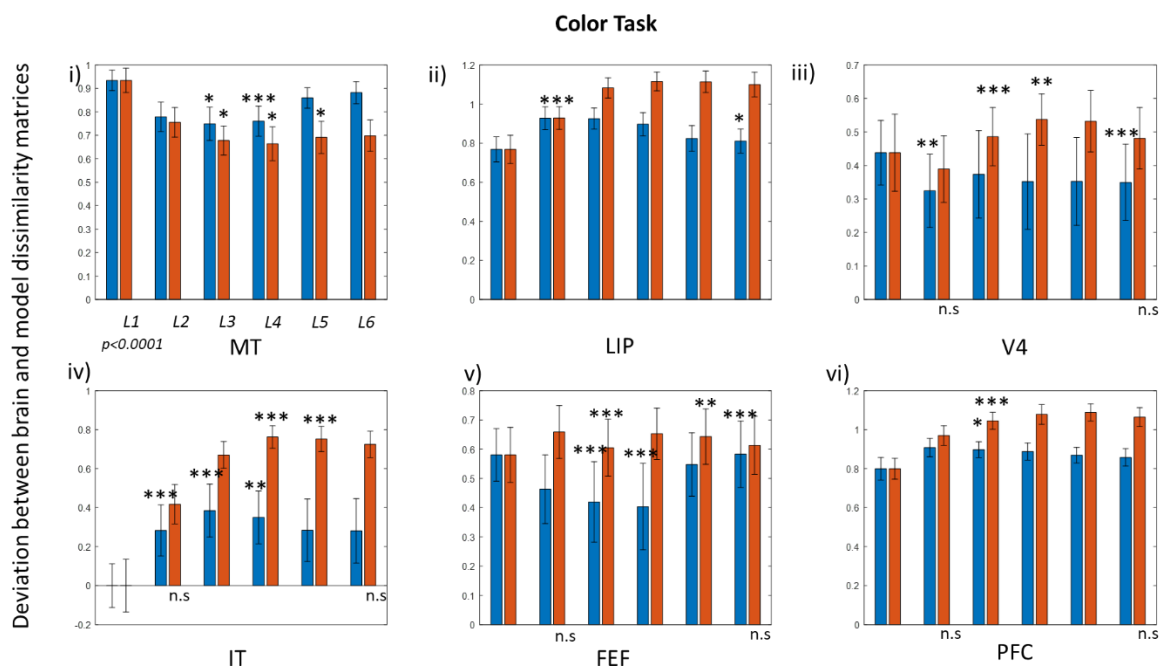 Color Task
Deviation between brain and model dissimilarity matrices
i)
1
0.9
0.8
0.7
0.6
0.5
0.4
0.3
0.2
0.1
0
* * *** * *
L1 L2 L3 L4 L5 L6
p<0.0001
MT
ii)
1.2
1
0.8
0.6
0.4
0.2
0
*** *
LIP
iii)
0.7
0.6
0.5
0.4
0.3
0.2
0.1
0
** *** ** ***
n.s n.s
V4
iv)
1
0.8
0.6
0.4
0.2
0
-0.2
*** *** *** ** ***
n.s n.s
IT
v)
0.8
0.7
0.6
0.5
0.4
0.3
0.2
0.1
0
*** *** *** ** ***
n.s n.s
FEF
vi)
1.2
1
0.8
0.6
0.4
0.2
0
***
*
n.s n.s
PFC